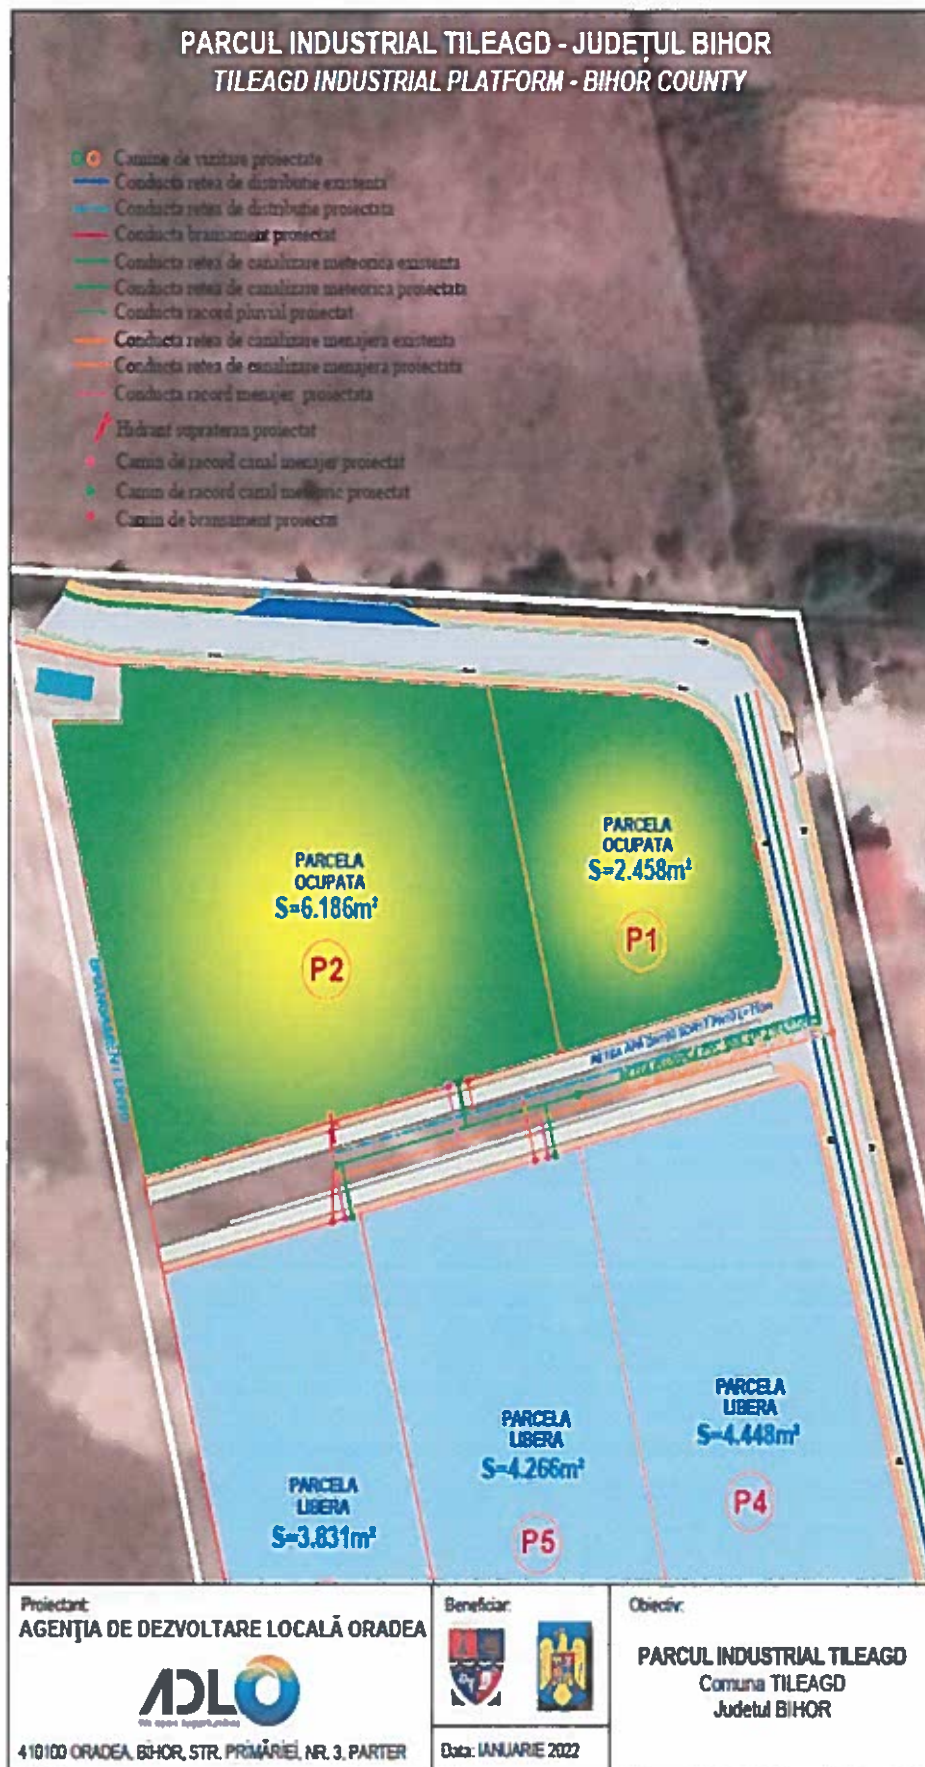 PARCUL INDUSTRIAL TILEAGD - JUDEȚUL BIHOR
TILEAGD INDUSTRIAL PLATFORM - BIHOR COUNTY
Camine de vizitare proiectate
Conducta retea de distributie existenta
Conducta retea de distributie proiectata
Conducta bransament proiectat
Conducta retea de canalizare meteorica existenta
Conducta retea de canalizare meteorica proiectata
Conducta racord pluvial proiectat
Conducta retea de canalizare menajera existenta
Conducta retea de canalizare menajera proiectata
Conducta racord menajer proiectata
Hidrant suprateran proiectat
Camin de racord canal menajer proiectat
Camin de racord canal meteoric proiectat
Camin de bransament proiectat
PARCELA
OCUPATA
S=2.458m²
P1
PARCELA
OCUPATA
S=6.186m²
P2
RETEA APA
PARCELA
LIBERA
S=4.448m²
P4
PARCELA
LIBERA
S=4.266m²
P5
PARCELA
LIBERA
S=3.831m²
Proiectant:
AGENȚIA DE DEZVOLTARE LOCALĂ ORADEA
ADLO
410100 ORADEA, BIHOR, STR. PRIMĂRIEI, NR. 3, PARTER
Beneficiar:
Data: IANUARIE 2022
Obiectiv:
PARCUL INDUSTRIAL TILEAGD
Comuna TILEAGD
Judetul BIHOR